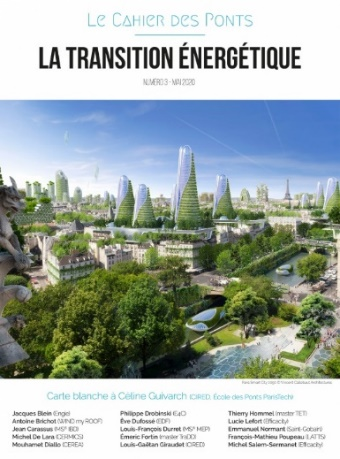 LE CAHIER DES PONTS
LA TRANSITION ÉNERGÉTIQUE
NUMÉRO 3 - MAI 2020
Paris Smart City 2050 © Vincent Callebaut Architectures
Carte blanche à Céline Guivarch (CIRED, École des Ponts ParisTech)
Jacques Blein (Engie)
Antoine Brichot (WIND my ROOF)
Jean Carassus (MS® IBD)
Michel De Lara (CERMICS)
Mouhamet Diallo (CEREA)
Philippe Drobinski (E4C)
Ève Dufossé (EDF)
Louis-François Durret (MS® MEP)
Émeric Fortin (master TraDD)
Louis-Gaëtan Giraudet (CIRED)
Thierry Hommel (master TET)
Lucie Lefort (Efficacity)
Emmanuel Normant (Saint-Gobain)
François-Mathieu Poupeau (LATTS)
Michel Salem-Sermanet (Efficacity)